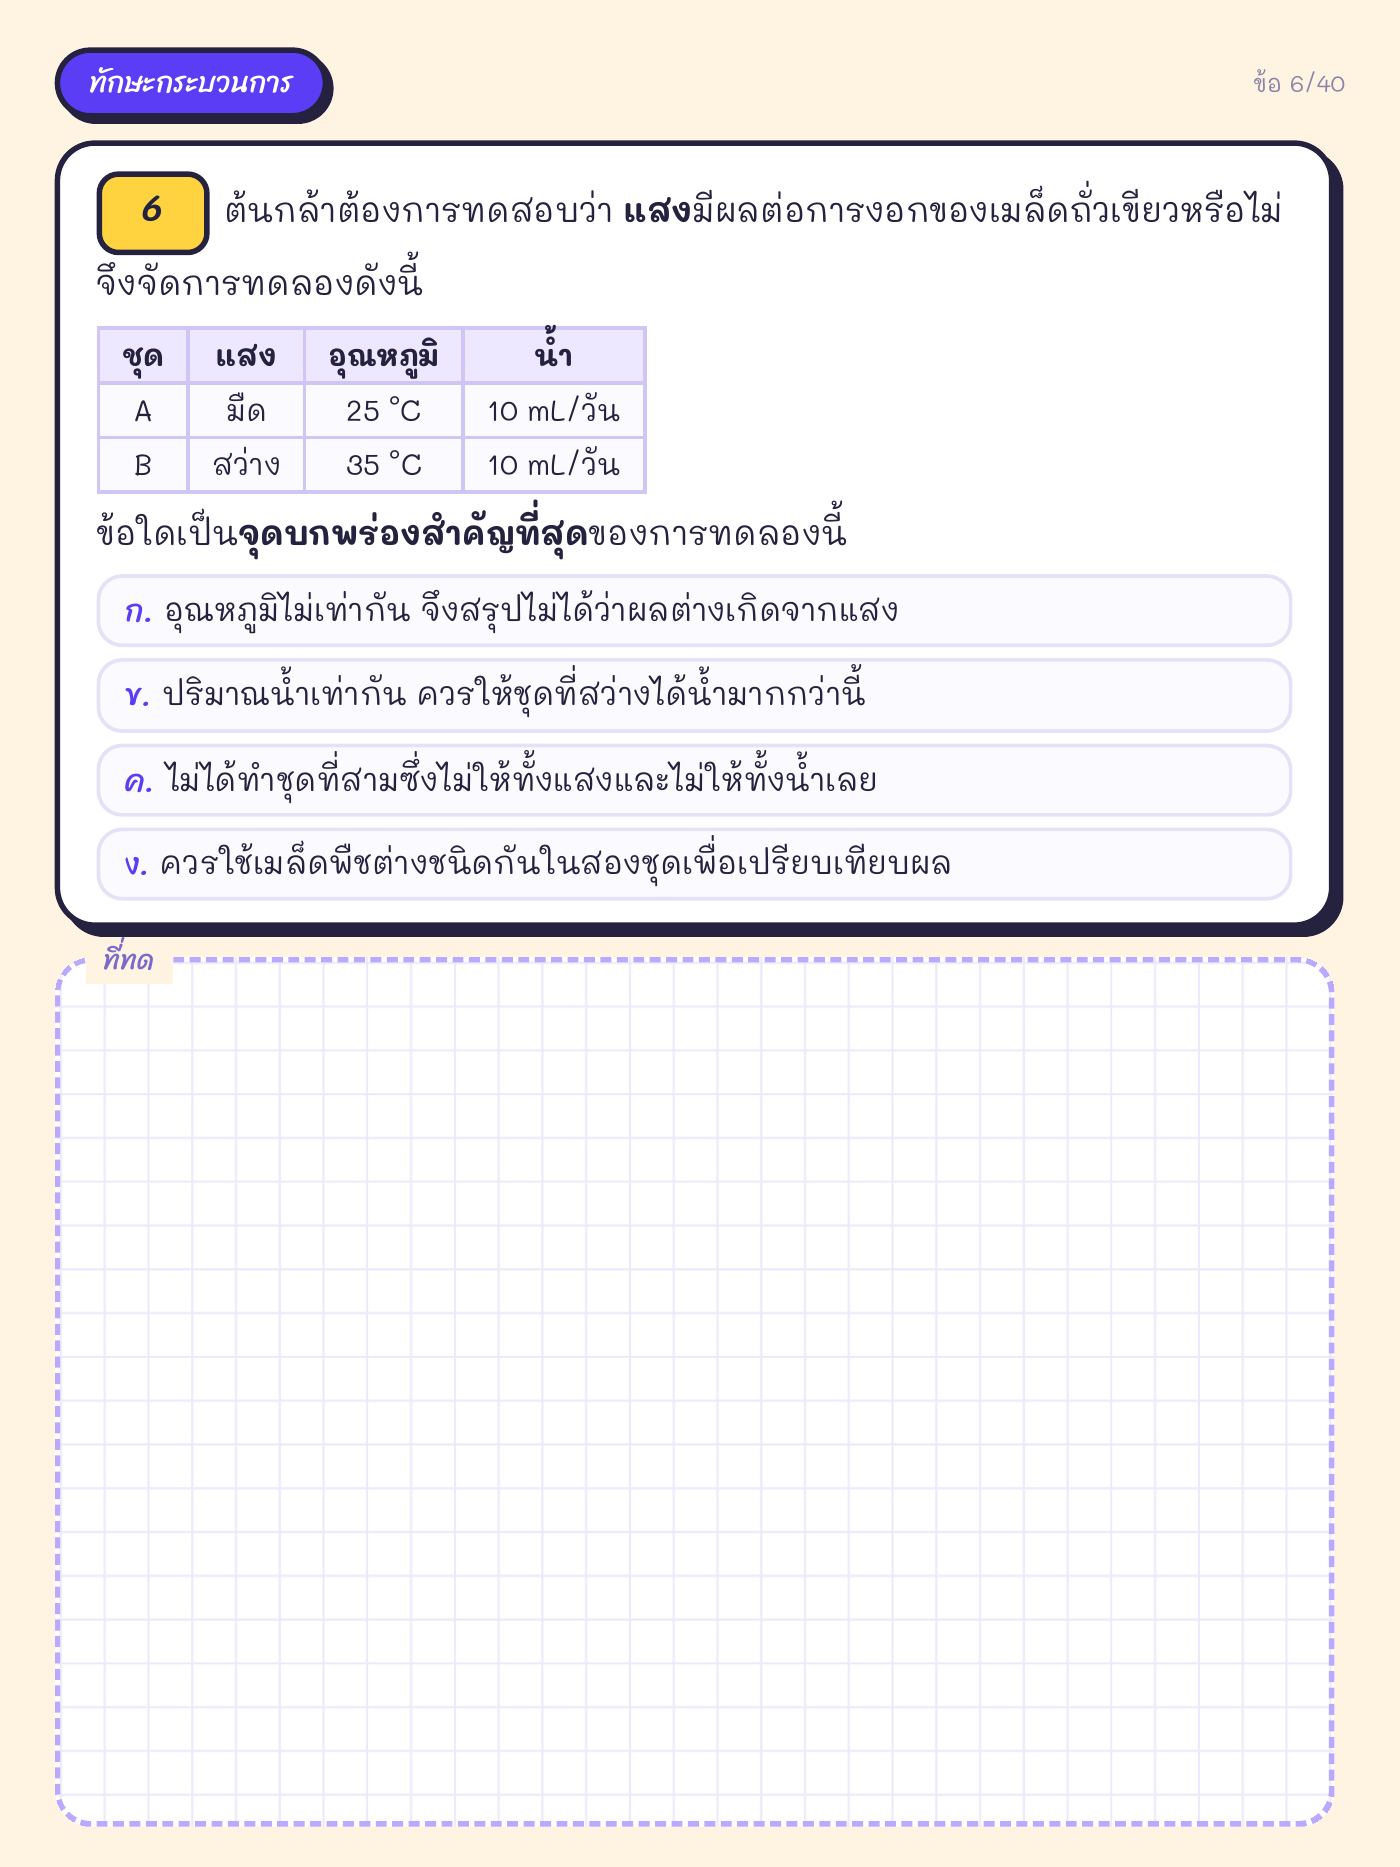 ทักษะกระบวนการ
ข้อ 6/40
6 ต้นกล้าต้องการทดสอบว่า แสงมีผลต่อการงอกของเมล็ดถั่วเขียวหรือไม่
จึงจัดการทดลองดังนี้
ชุด แสง อุณหภูมิ น้ำ
A มืด 25 °C 10 mL/วัน
B สว่าง 35 °C 10 mL/วัน
ข้อใดเป็นจุดบกพร่องสำคัญที่สุดของการทดลองนี้
ก. อุณหภูมิไม่เท่ากัน จึงสรุปไม่ได้ว่าผลต่างเกิดจากแสง
ข. ปริมาณน้ำเท่ากัน ควรให้ชุดที่สว่างได้น้ำมากกว่านี้
ค. ไม่ได้ทำชุดที่สามซึ่งไม่ให้ทั้งแสงและไม่ให้ทั้งน้ำเลย
ง. ควรใช้เมล็ดพืชต่างชนิดกันในสองชุดเพื่อเปรียบเทียบผล
ที่ทด